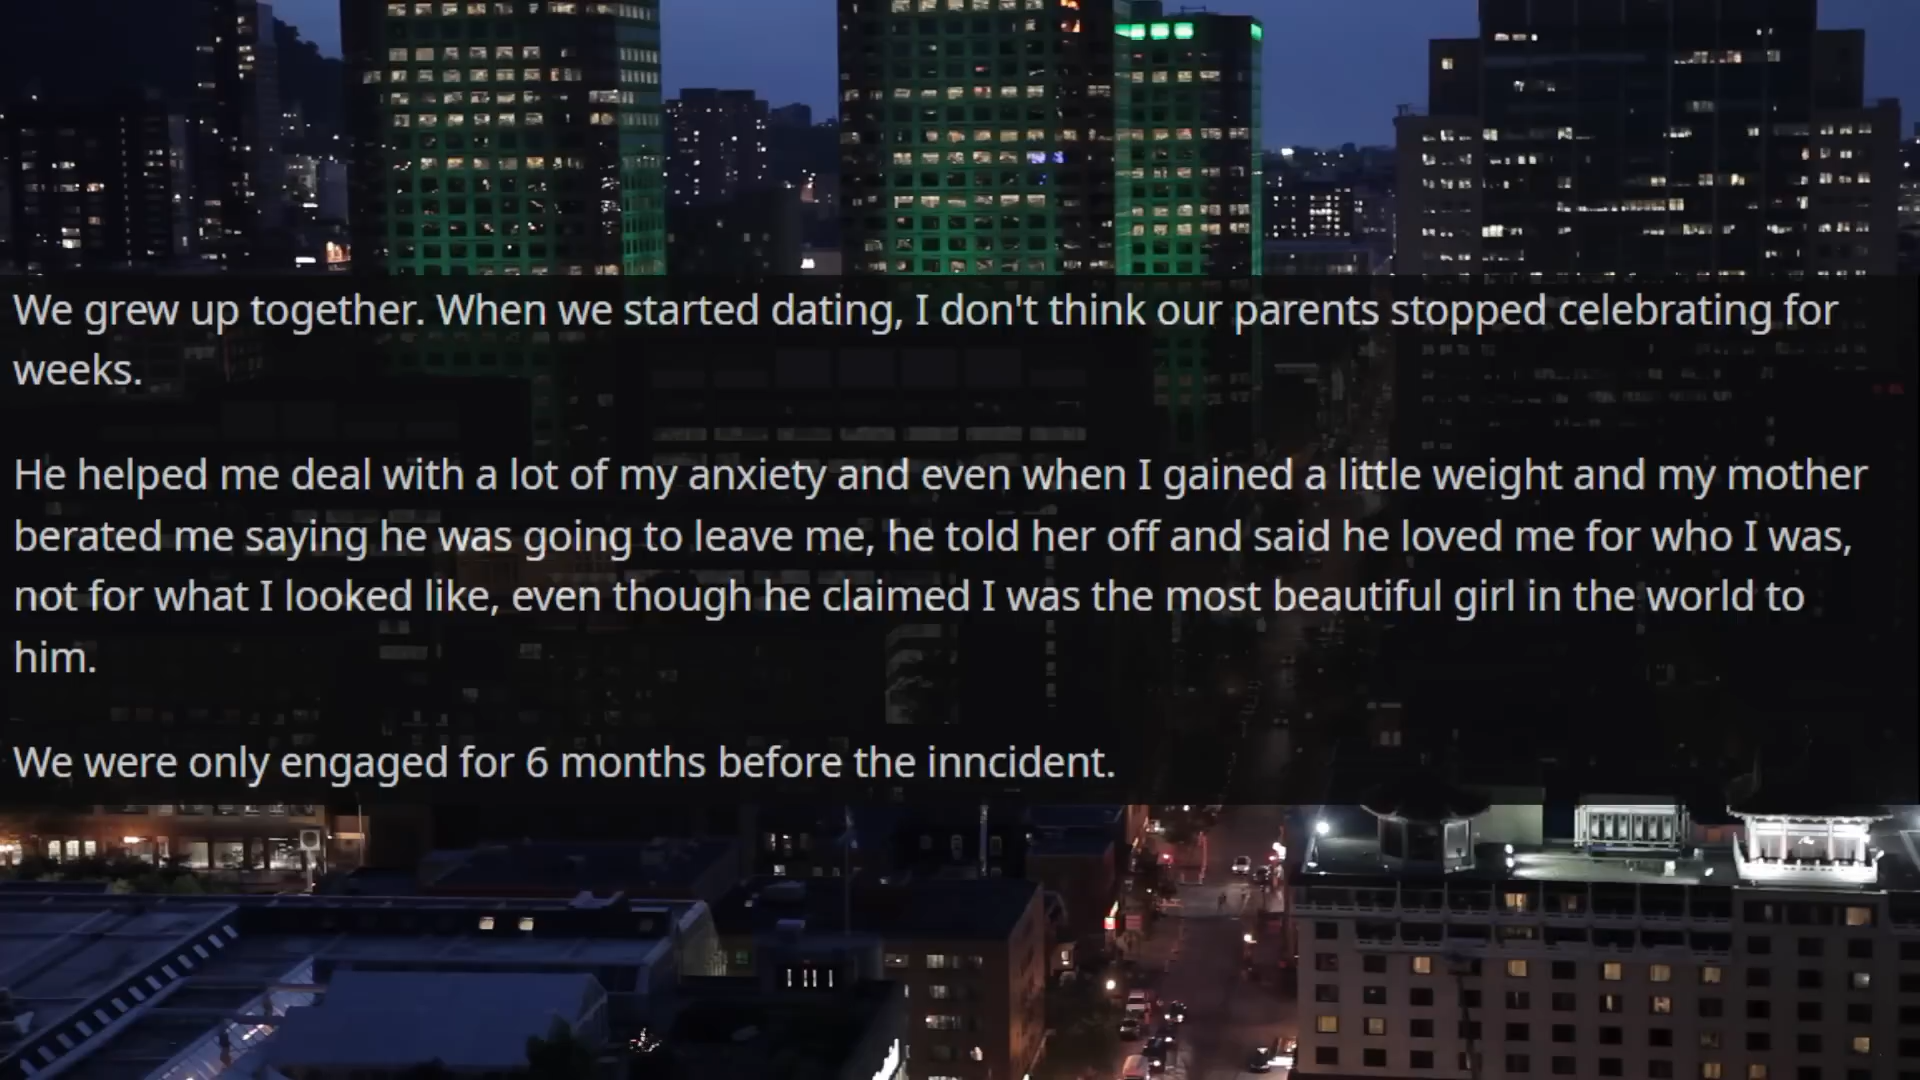 We grew up together. When we started dating, I don't think our parents stopped celebrating for
weeks.
He helped me deal with a lot of my anxiety and even when I gained a little weight and my mother
berated me saying he was going to leave me, he told her off and said he loved me for who I was,
not for what I looked like, even though he claimed I was the most beautiful girl in the world to
him.
We were only engaged for 6 months before the inncident.